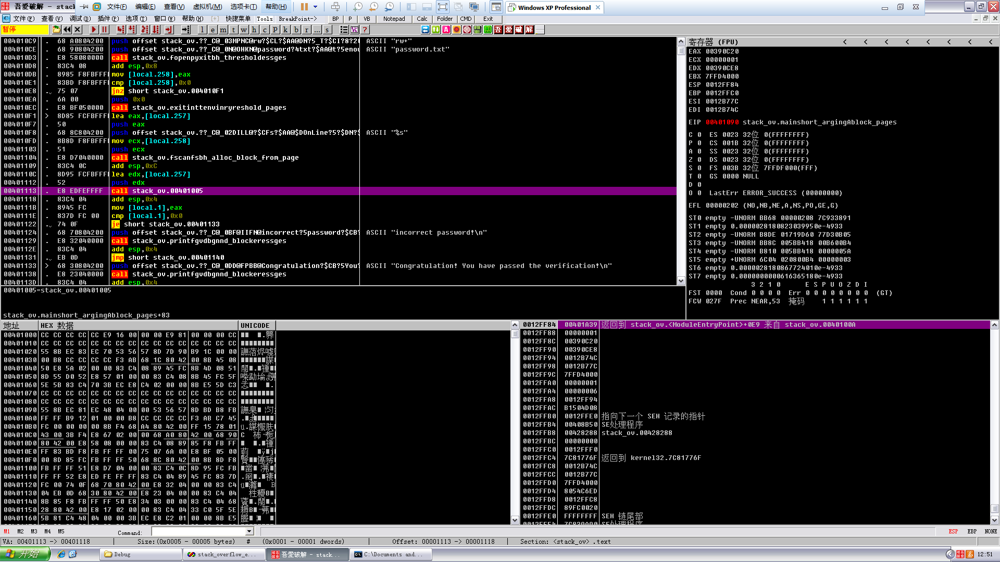 吾愛破解 - stack
文件(F) 编辑(E) 查看(V) 虚拟机(M) 选项卡(T) 帮助(H)
Windows XP Professional
文件(F) 查看(V) 调试(D) 插件(P) 选项(T) 窗口(W) 帮助(H) [+] 快捷菜单 Tools BreakPoint-> BP P VB Notepad Calc Folder CMD Exit
暂停 l e m t w h c p k b r ... s ? 吾 爱 破 解
004010C9 . 68 A0804200 push offset stack_ov.??_C@_03MPNC@rw?$CL?$AA@DN?5_T?$CI?8?2( ASCII "rw+"
004010CE . 68 90804200 push offset stack_ov.??_C@_0N@OHKN@password?4txt?$AA@t?5enou ASCII "password.txt"
004010D3 . E8 58080000 call stack_ov.fopenpyxitbh_thresholdessges
004010D8 . 83C4 08 add esp,0x8
004010DB . 8985 F8FBFFFF mov [local.258],eax
004010E1 . 83BD F8FBFFFF cmp [local.258],0x0
004010E8 . 75 07 jnz short stack_ov.004010F1
004010EA . 6A 00 push 0x0
004010EC . E8 BF050000 call stack_ov.exitinttenvinryreshold_pages
004010F1 > 8D85 FCFBFFFF lea eax,[local.257]
004010F7 . 50 push eax
004010F8 . 68 8C804200 push offset stack_ov.??_C@_02DILL@?$CFs?$AA@$DOnLine?5?$DN?$ ASCII "%s"
004010FD . 8B8D F8FBFFFF mov ecx,[local.258]
00401103 . 51 push ecx
00401104 . E8 D7040000 call stack_ov.fscanfsbh_alloc_block_from_page
00401109 . 83C4 0C add esp,0xC
0040110C . 8D95 FCFBFFFF lea edx,[local.257]
00401112 . 52 push edx
00401113 . E8 EDFEFFFF call stack_ov.00401005
00401118 . 83C4 04 add esp,0x4
0040111B . 8945 FC mov [local.1],eax
0040111E . 837D FC 00 cmp [local.1],0x0
00401122 . 74 0F je short stack_ov.00401133
00401124 . 68 70804200 push offset stack_ov.??_C@_0BF@IIFN@incorrect?5password?$CB? ASCII "incorrect password!\n"
00401129 . E8 32040000 call stack_ov.printfgvdbgnnd_blockeressges
0040112E . 83C4 04 add esp,0x4
00401131 . EB 0D jmp short stack_ov.00401140
00401133 > 68 30804200 push offset stack_ov.??_C@_0DD@FPBB@Congratulation?$CB?5You? ASCII "Congratulation! You have passed the verification!\n"
00401138 . E8 23040000 call stack_ov.printfgvdbgnnd_blockeressges
0040113D . 83C4 04 add esp,0x4
00401005=stack_ov.00401005
stack_ov.mainshort_argingAblock_pages+83
寄存器 (FPU) < < < < < < < <
EAX 00390C20
ECX 00000001
EDX 00390CE8
EBX 7FFD4000
ESP 0012FF84
EBP 0012FFC0
ESI 0012B77C
EDI 0012B74C
EIP 00401090 stack_ov.mainshort_argingAblock_pages
C 0 ES 0023 32位 0(FFFFFFFF)
P 0 CS 001B 32位 0(FFFFFFFF)
A 0 SS 0023 32位 0(FFFFFFFF)
Z 0 DS 0023 32位 0(FFFFFFFF)
S 0 FS 003B 32位 7FFDF000(FFF)
T 0 GS 0000 NULL
D 0
O 0 LastErr ERROR_SUCCESS (00000000)
EFL 00000202 (NO,NB,NE,A,NS,PO,GE,G)
ST0 empty -UNORM BB68 00000208 7C933891
ST1 empty 0.0000028180823039950e-4933
ST2 empty -UNORM B8DE 01719D60 77D30B05
ST3 empty -UNORM BB8C 005BB418 00B600B4
ST4 empty -UNORM B810 005BB418 0000005A
ST5 empty +UNORM 6C04 020800B4 00000003
ST6 empty 0.0000028180867724010e-4933
ST7 empty 0.0000000000616365180e-4933
3 2 1 0 E S P U O Z D I
FST 0000 Cond 0 0 0 0 Err 0 0 0 0 0 0 0 0 (GT)
FCW 027F Prec NEAR,53 掩码 1 1 1 1 1 1
地址 HEX 数据 UNICODE
00401000 CC CC CC CC CC E9 16 00 00 00 E9 81 00 00 00 CC
00401010 CC CC CC CC CC CC CC CC CC CC CC CC CC CC CC CC
00401020 55 8B EC 83 EC 70 53 56 57 8D 7D 90 B9 1C 00 00
00401030 00 B8 CC CC CC CC F3 AB 68 1C 80 42 00 8B 45 08
00401040 50 E8 5A 02 00 00 83 C4 08 89 45 FC 8B 4D 08 51
00401050 8D 55 D0 52 E8 57 01 00 00 83 C4 08 8B 45 FC 5F
00401060 5E 5B 83 C4 70 3B EC E8 C4 02 00 00 8B E5 5D C3
00401070 CC CC CC CC CC CC CC CC CC CC CC CC CC CC CC CC
00401080 CC CC CC CC CC CC CC CC CC CC CC CC CC CC CC CC
00401090 55 8B EC 81 EC 48 04 00 00 53 56 57 8D BD B8 FB
004010A0 FF FF B9 12 01 00 00 B8 CC CC CC CC F3 AB C7 45
004010B0 FC 00 00 00 00 8B F4 68 A4 80 42 00 FF 15 78 01
004010C0 43 00 3B F4 E8 67 02 00 00 68 A0 80 42 00 68 90
004010D0 80 42 00 E8 58 08 00 00 83 C4 08 89 85 F8 FB FF
004010E0 FF 83 BD F8 FB FF FF 00 75 07 6A 00 E8 BF 05 00
004010F0 00 8D 85 FC FB FF FF 50 68 8C 80 42 00 8B 8D F8
00401100 FB FF FF 51 E8 D7 04 00 00 83 C4 0C 8D 95 FC FB
00401110 FF FF 52 E8 ED FE FF FF 83 C4 04 89 45 FC 83 7D
00401120 FC 00 74 0F 68 70 80 42 00 E8 32 04 00 00 83 C4
00401130 04 EB 0D 68 30 80 42 00 E8 23 04 00 00 83 C4 04
00401140 8B 85 F8 FB FF FF 50 E8 34 03 00 00 83 C4 04 68
00401150 28 80 42 00 E8 17 02 00 00 83 C4 04 33 C0 5F 5E
00401160 5B 81 C4 48 04 00 00 3B EC E8 C2 01 00 00 8B E5
0012FF84 00401A39 返回到 stack_ov.<ModuleEntryPoint>+0E9 来自 stack_ov.0040100A
0012FF88 00000001
0012FF8C 00390C20
0012FF90 00390CE8
0012FF94 0012B74C
0012FF98 0012B77C
0012FF9C 7FFD4000
0012FFA0 00000001
0012FFA4 00000006
0012FFA8 0012FF94
0012FFAC B1504D08
0012FFB0 0012FFE0 指向下一个 SEH 记录的指针
0012FFB4 00408B50 SE处理程序
0012FFB8 00428288 stack_ov.00428288
0012FFBC 00000000
0012FFC0 0012FFF0
0012FFC4 7C81776F 返回到 kernel32.7C81776F
0012FFC8 0012B74C
0012FFCC 0012B77C
0012FFD0 7FFD4000
0012FFD4 8054C6ED
0012FFD8 0012FFC8
0012FFDC 89FC0020
0012FFE0 FFFFFFFF SEH 链尾部
0012FFE4 7C839AD0 SE处理程序
M1 M2 M3 M4 M5 Command: ESP EBP NONE
VA: 00401113 -> 00401118 Size:(0x0005 - 00005 bytes) # (0x0001 - 00001 dwords) Offset: 00001113 -> 00001118 Section: <stack_ov> .text
开始 Debug stack_overflow_e... 吾愛破解 - stack... C:\Documents and... 12:51